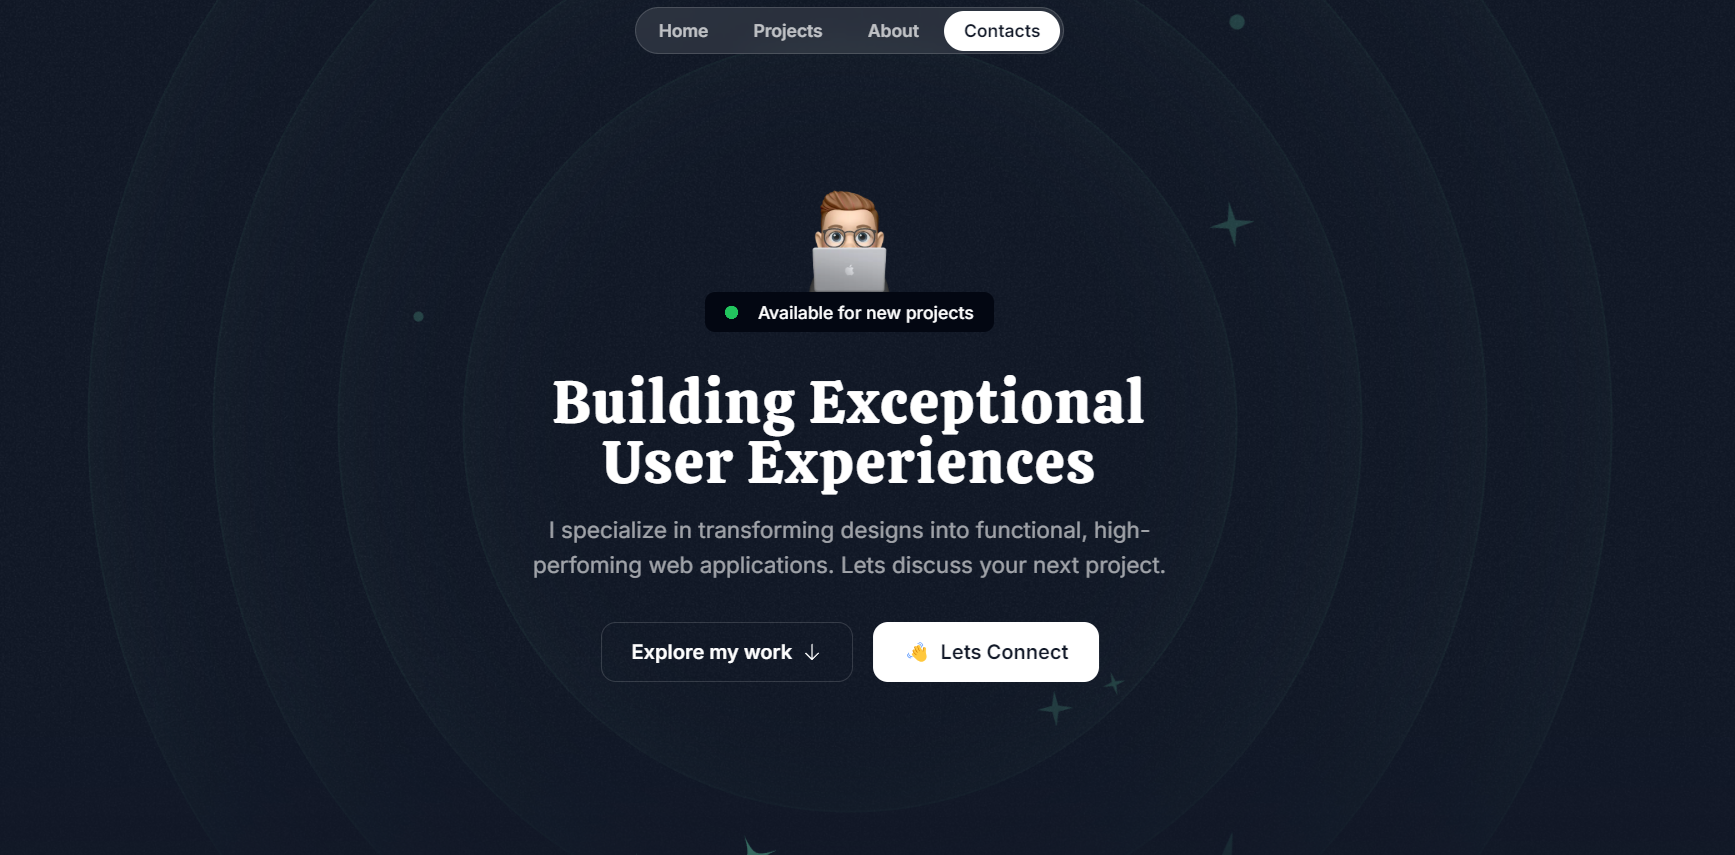 Home Projects About Contacts
Available for new projects
Building Exceptional
User Experiences
I specialize in transforming designs into functional, high-
perfoming web applications. Lets discuss your next project.
Explore my work ↓ 👋 Lets Connect